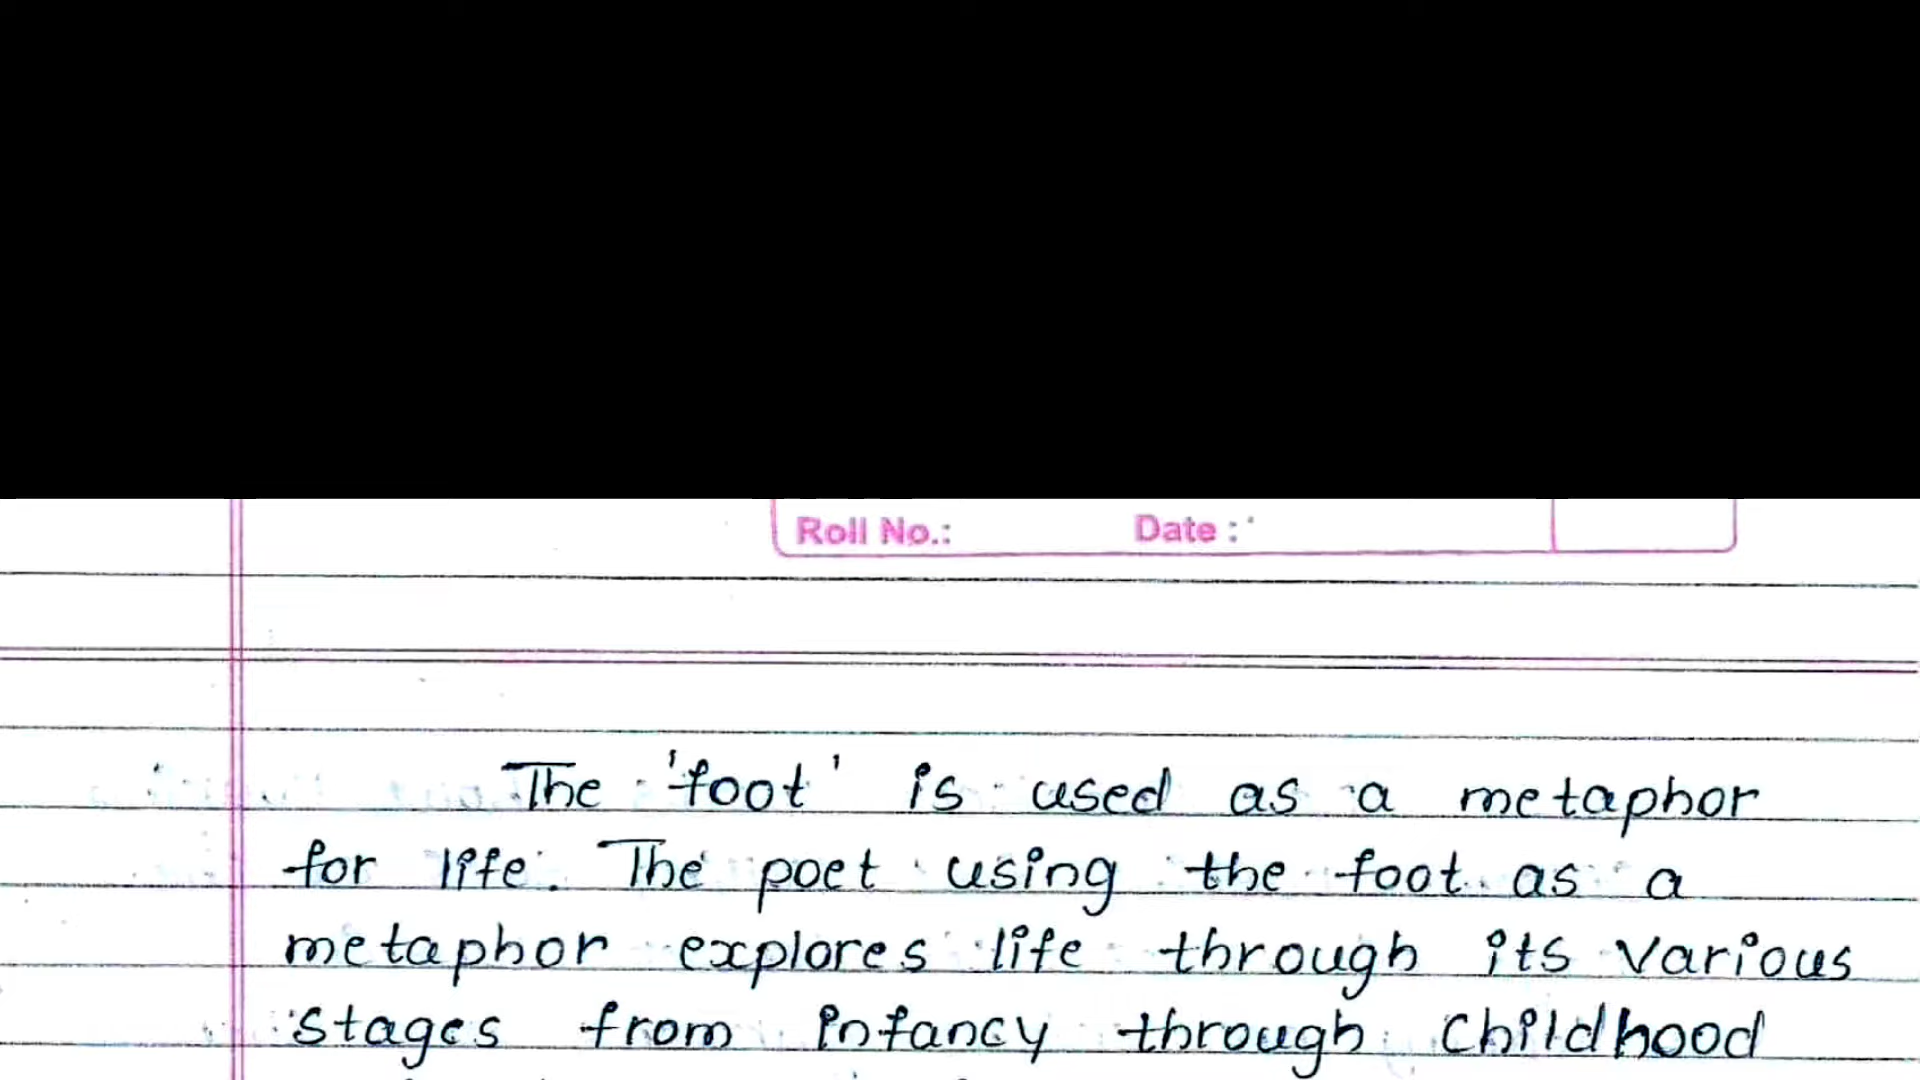 Roll No.: Date :
The 'foot' is used as a metaphor
for life. The poet using the foot as a
metaphor explores life through its various
stages from infancy through childhood